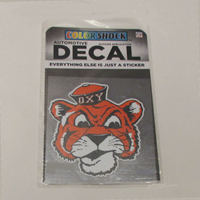 COLORSHOCK
AUTOMOTIVE
DECAL
EVERYTHING ELSE IS JUST A STICKER
OXY